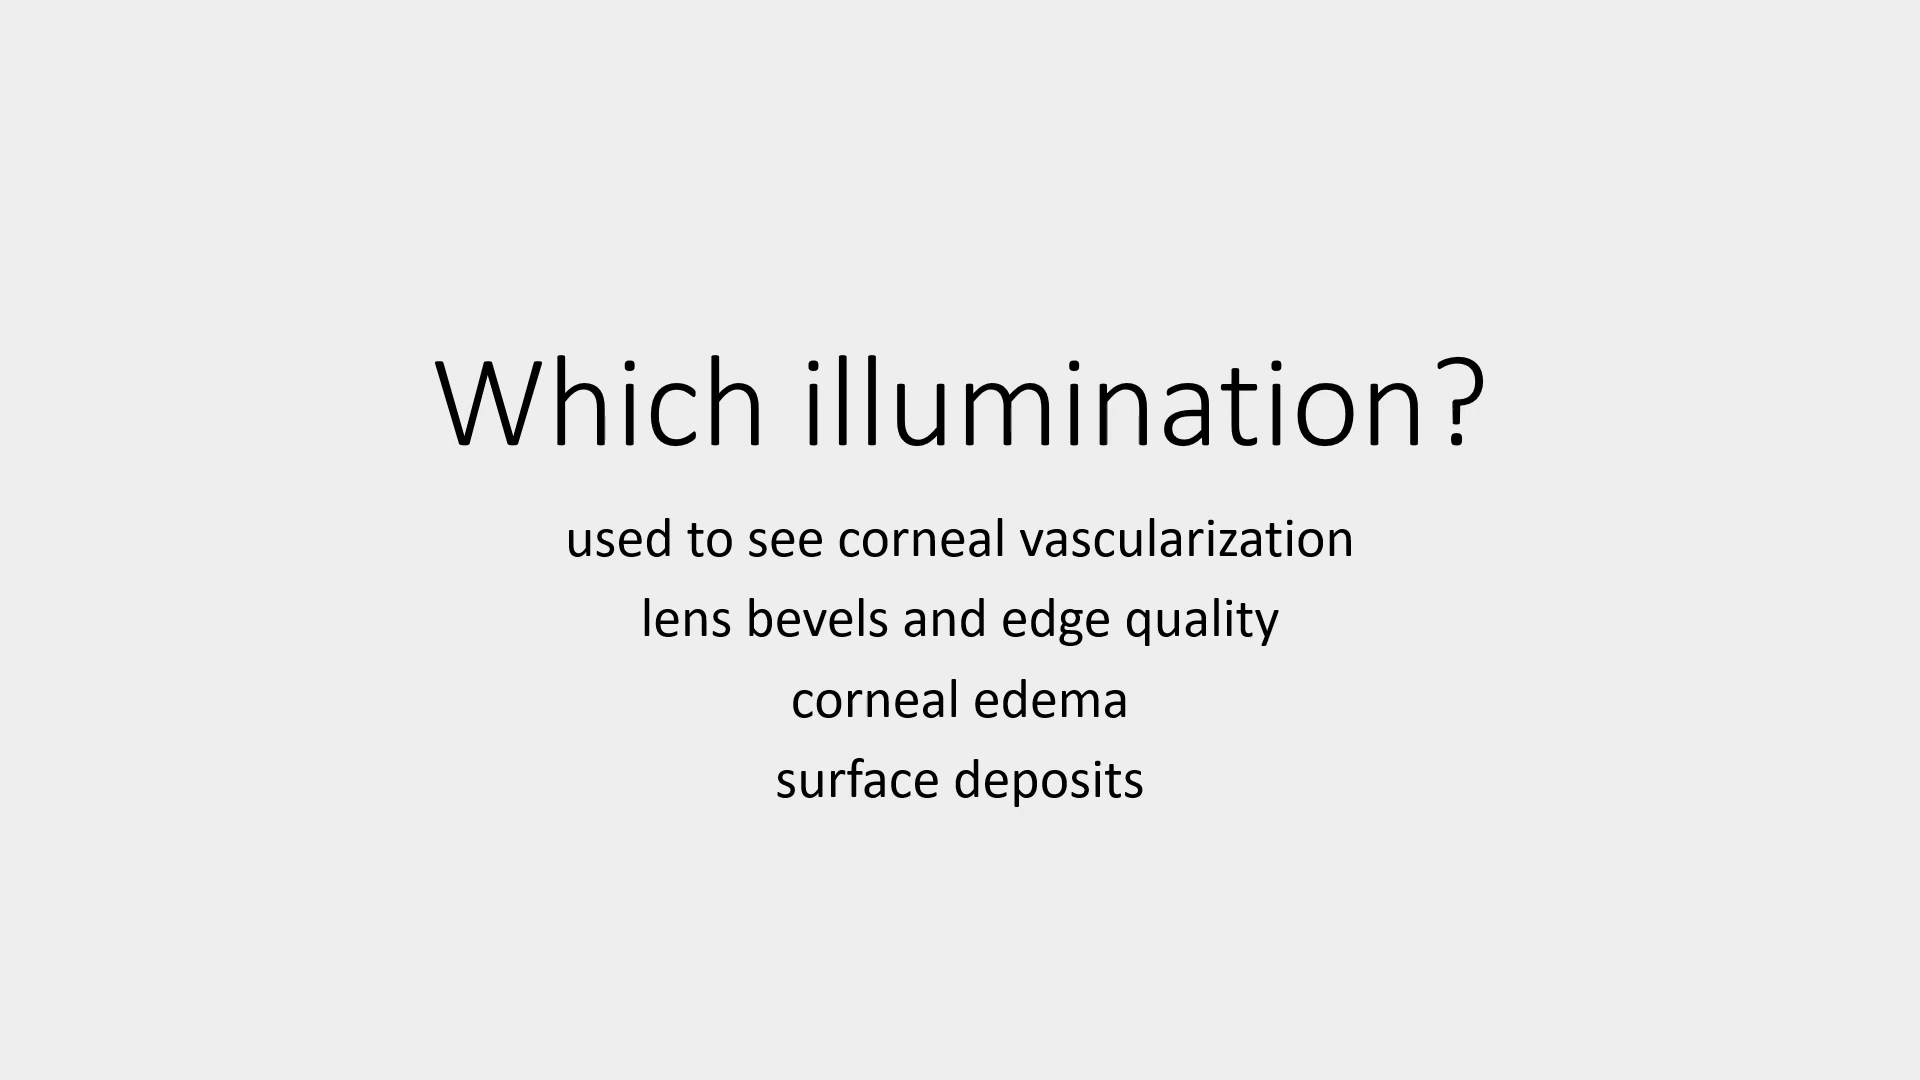 Which illumination?
used to see corneal vascularization
lens bevels and edge quality
corneal edema
surface deposits